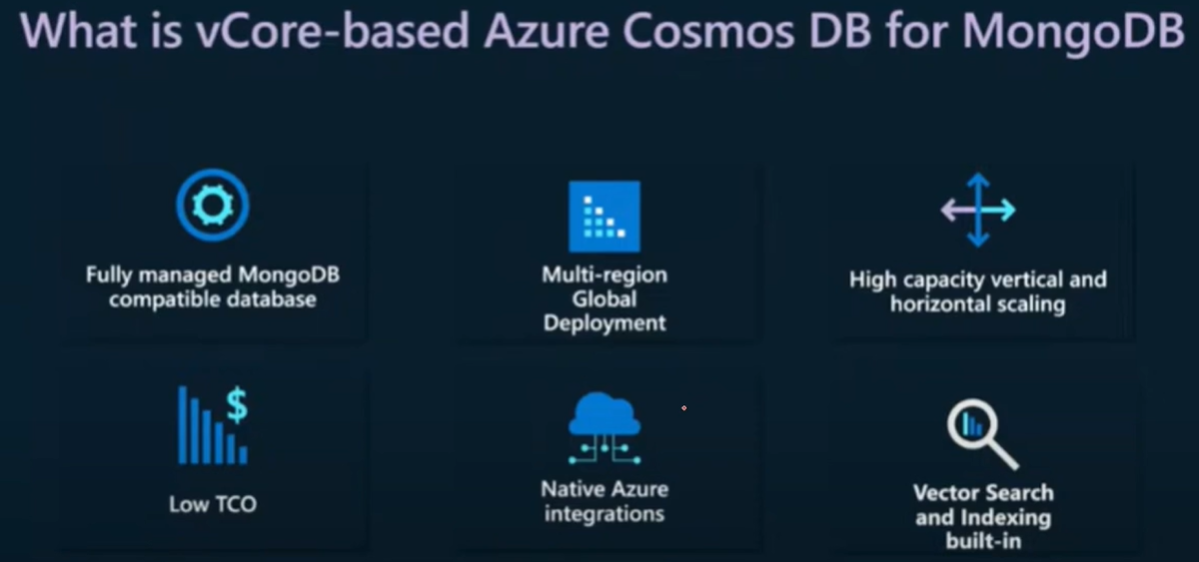 What is vCore-based Azure Cosmos DB for MongoDB
Fully managed MongoDB
compatible database
Multi-region
Global
Deployment
High capacity vertical and
horizontal scaling
$
Low TCO
Native Azure
integrations
Vector Search
and Indexing
built-in